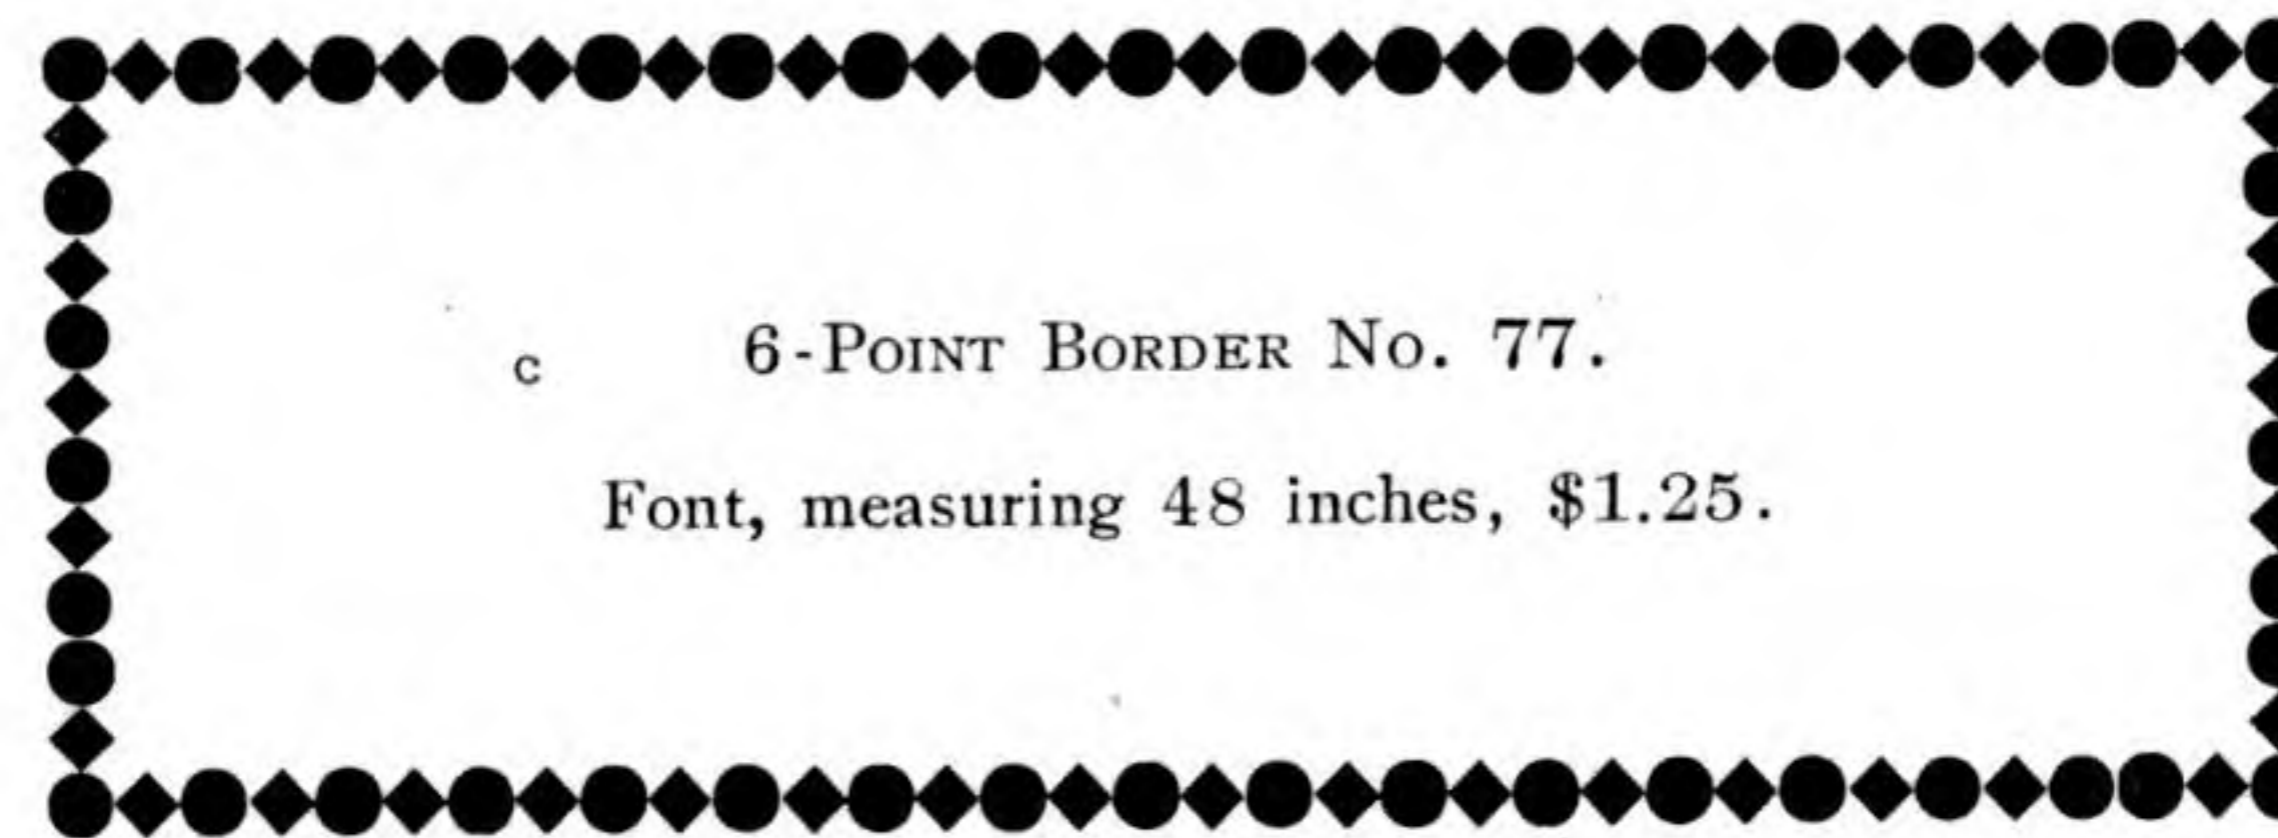 c 6-Point Border No. 77.
Font, measuring 48 inches, $1.25.